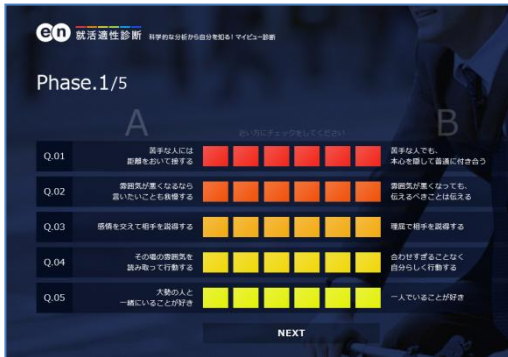 en 就活適性診断 科学的な分析から自分を知る! マイビュー診断
Phase.1/5
A
B
近い方にチェックをしてください
Q.01
苦手な人には
距離をおいて接する
苦手な人でも、
本心を隠して普通に付き合う
Q.02
雰囲気が悪くなるなら
言いたいことも我慢する
雰囲気が悪くなっても、
伝えるべきことは伝える
Q.03
感情を交えて相手を説得する
理屈で相手を説得する
Q.04
その場の雰囲気を
読み取って行動する
合わせすぎることなく
自分らしく行動する
Q.05
大勢の人と
一緒にいることが好き
一人でいることが好き
NEXT